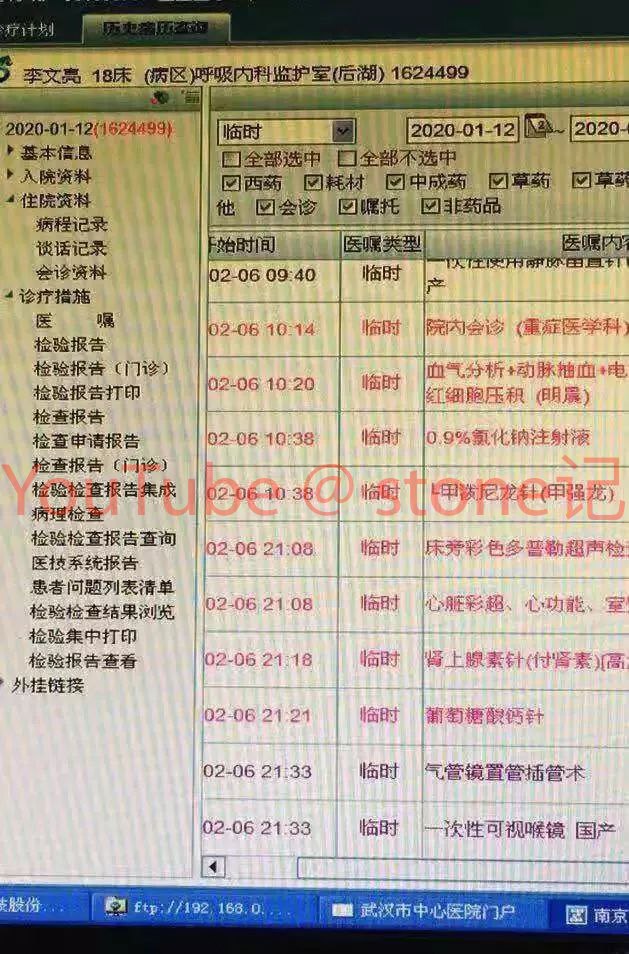 诊疗计划 历史病历查询
李文亮 18床 (病区)呼吸内科监护室(后湖) 1624499
2020-01-12(1624499)
基本信息
入院资料
住院资料
病程记录
谈话记录
会诊资料
诊疗措施
医 嘱
检验报告
检验报告（门诊）
检验报告打印
检查报告
检查申请报告
检查报告（门诊）
检验检查报告集成
病理检查
检验检查报告查询
医技系统报告
患者问题列表清单
检验检查结果浏览
检验集中打印
检验报告查看
外挂链接
临时 2020-01-12 ~ 2020-0
全部选中 全部不选中
西药 耗材 中成药 草药 草药
他 会诊 嘱托 非药品
开始时间 医嘱类型 医嘱内容
02-06 09:40 临时 一次性使用静脉留置针
产
02-06 10:14 临时 院内会诊 (重症医学科)
02-06 10:20 临时 血气分析+动脉抽血+电
红细胞压积 (明晨)
02-06 10:38 临时 0.9%氯化钠注射液
02-06 10:38 临时 └甲泼尼龙针(甲强龙)
02-06 21:08 临时 床旁彩色多普勒超声检
02-06 21:08 临时 心脏彩超、心功能、室
02-06 21:18 临时 肾上腺素针(付肾素)[高
02-06 21:21 临时 葡萄糖酸钙针
02-06 21:33 临时 气管镜置管插管术
02-06 21:33 临时 一次性可视喉镜 国产
YouTube @stone记
技股份... ftp://192.168.0.... 武汉市中心医院门户 南京